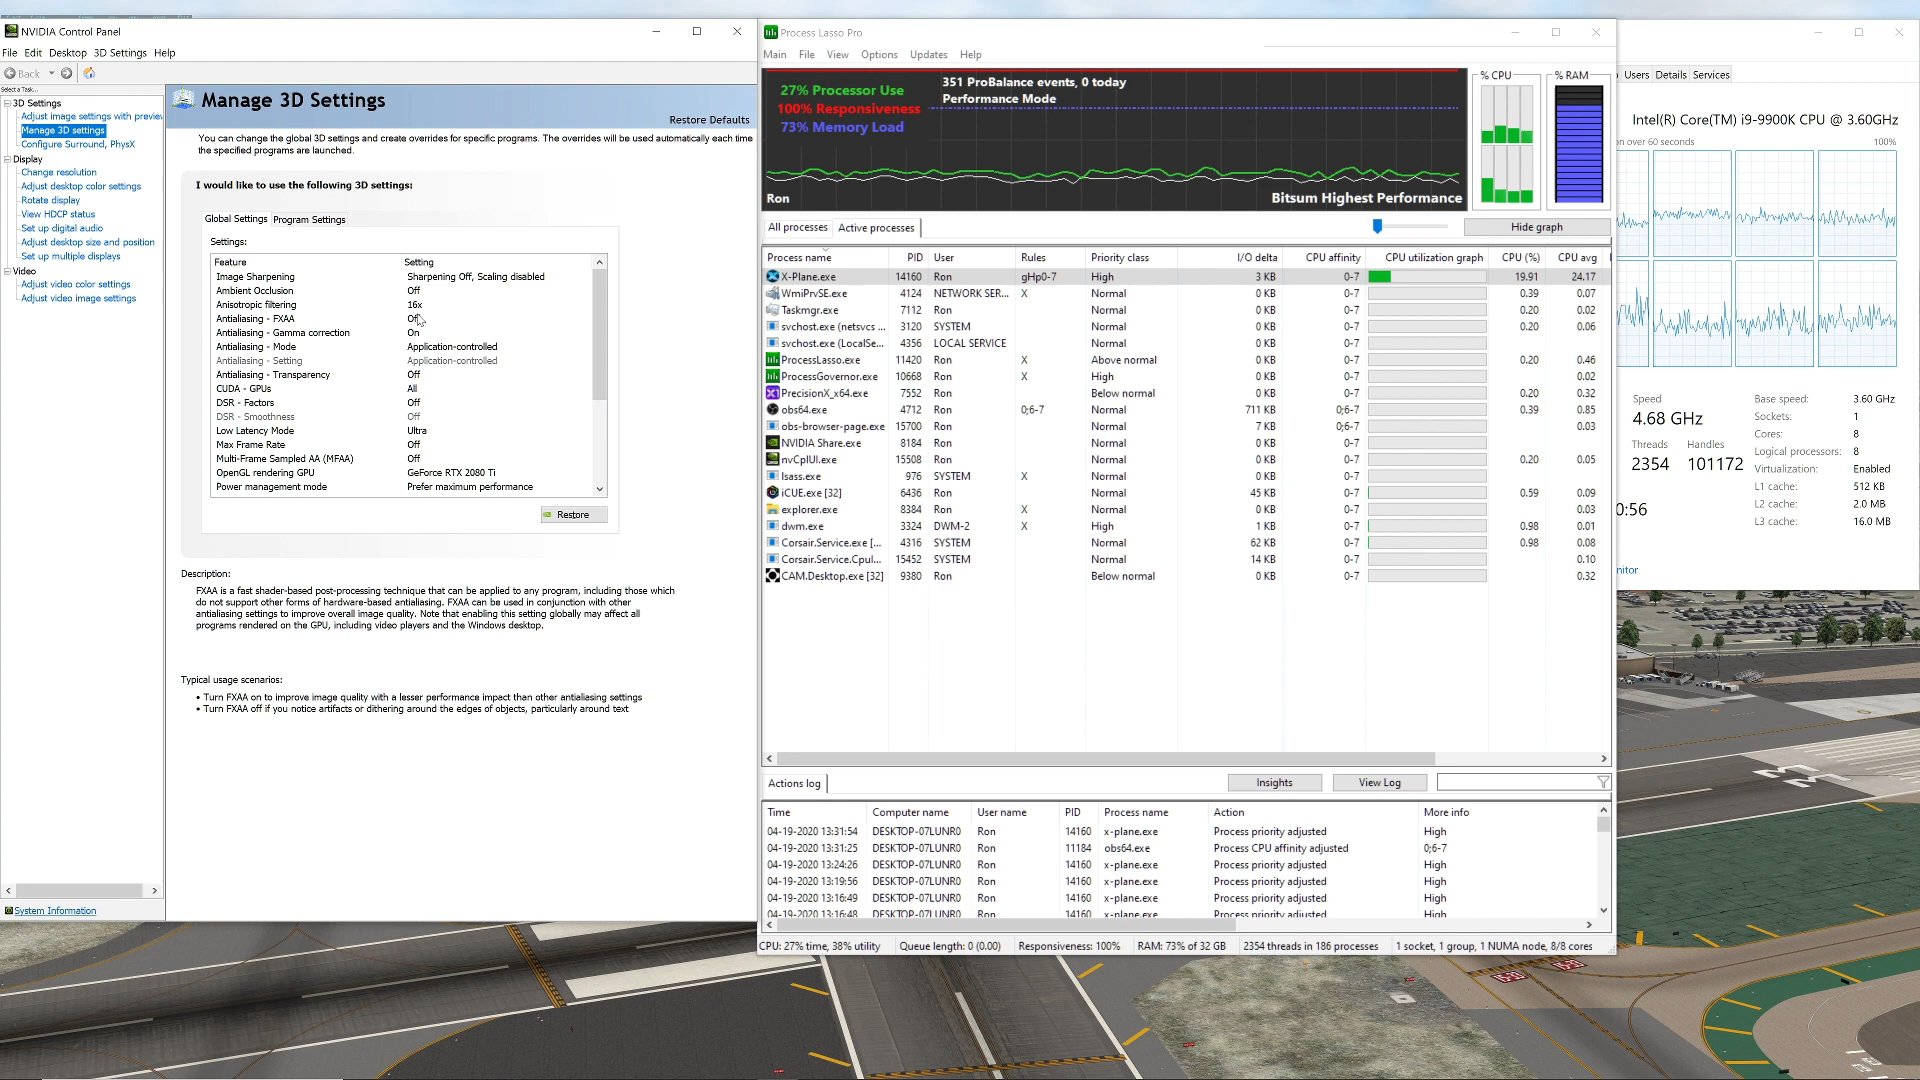 NVIDIA Control Panel
File Edit Desktop 3D Settings Help
Back
Select a Task...
3D Settings
Adjust image settings with preview
Manage 3D settings
Configure Surround, PhysX
Display
Change resolution
Adjust desktop color settings
Rotate display
View HDCP status
Set up digital audio
Adjust desktop size and position
Set up multiple displays
Video
Adjust video color settings
Adjust video image settings
System Information
Manage 3D Settings
Restore Defaults
You can change the global 3D settings and create overrides for specific programs. The overrides will be used automatically each time
the specified programs are launched.
I would like to use the following 3D settings:
Global Settings Program Settings
Settings:
Feature Setting
Image Sharpening Sharpening Off, Scaling disabled
Ambient Occlusion Off
Anisotropic filtering 16x
Antialiasing - FXAA Off
Antialiasing - Gamma correction On
Antialiasing - Mode Application-controlled
Antialiasing - Setting Application-controlled
Antialiasing - Transparency Off
CUDA - GPUs All
DSR - Factors Off
DSR - Smoothness Off
Low Latency Mode Ultra
Max Frame Rate Off
Multi-Frame Sampled AA (MFAA) Off
OpenGL rendering GPU GeForce RTX 2080 Ti
Power management mode Prefer maximum performance
Restore
Description:
FXAA is a fast shader-based post-processing technique that can be applied to any program, including those which
do not support other forms of hardware-based antialiasing. FXAA can be used in conjunction with other
antialiasing settings to improve overall image quality. Note that enabling this setting globally may affect all
programs rendered on the GPU, including video players and the Windows desktop.
Typical usage scenarios:
• Turn FXAA on to improve image quality with a lesser performance impact than other antialiasing settings
• Turn FXAA off if you notice artifacts or dithering around the edges of objects, particularly around text
Process Lasso Pro
Main File View Options Updates Help
27% Processor Use
100% Responsiveness
73% Memory Load
351 ProBalance events, 0 today
Performance Mode
Ron
Bitsum Highest Performance
% CPU % RAM
All processes Active processes
Hide graph
Process name PID User Rules Priority class I/O delta CPU affinity CPU utilization graph CPU (%) CPU avg
X-Plane.exe 14160 Ron gHp0-7 High 3 KB 0-7 19.91 24.17
WmiPrvSE.exe 4124 NETWORK SER... X Normal 0 KB 0-7 0.39 0.07
Taskmgr.exe 7112 Ron Normal 0 KB 0-7 0.20 0.02
svchost.exe (netsvcs ... 3120 SYSTEM Normal 0 KB 0-7 0.20 0.06
svchost.exe (LocalSe... 4356 LOCAL SERVICE Normal 0 KB 0-7
ProcessLasso.exe 11420 Ron X Above normal 0 KB 0-7 0.20 0.46
ProcessGovernor.exe 10668 Ron X High 0 KB 0-7 0.02
PrecisionX_x64.exe 7552 Ron Below normal 0 KB 0-7 0.20 0.32
obs64.exe 4712 Ron 0;6-7 Normal 711 KB 0;6-7 0.39 0.85
obs-browser-page.exe 15700 Ron Normal 7 KB 0;6-7 0.03
NVIDIA Share.exe 8184 Ron Normal 0 KB 0-7
nvCplUI.exe 15508 Ron Normal 0 KB 0-7 0.20 0.05
lsass.exe 976 SYSTEM X Normal 0 KB 0-7
iCUE.exe [32] 6436 Ron Normal 45 KB 0-7 0.59 0.09
explorer.exe 8384 Ron X Normal 0 KB 0-7 0.03
dwm.exe 3324 DWM-2 X High 1 KB 0-7 0.98 0.01
Corsair.Service.exe [... 4316 SYSTEM Normal 62 KB 0-7 0.98 0.08
Corsair.Service.Cpul... 15452 SYSTEM Normal 14 KB 0-7 0.10
CAM.Desktop.exe [32] 9380 Ron Below normal 0 KB 0-7 0.32
Actions log
Insights View Log
Time Computer name User name PID Process name Action More info
04-19-2020 13:31:54 DESKTOP-07LUNR0 Ron 14160 x-plane.exe Process priority adjusted High
04-19-2020 13:31:25 DESKTOP-07LUNR0 Ron 11184 obs64.exe Process CPU affinity adjusted 0;6-7
04-19-2020 13:24:26 DESKTOP-07LUNR0 Ron 14160 x-plane.exe Process priority adjusted High
04-19-2020 13:19:56 DESKTOP-07LUNR0 Ron 14160 x-plane.exe Process priority adjusted High
04-19-2020 13:16:49 DESKTOP-07LUNR0 Ron 14160 x-plane.exe Process priority adjusted High
04-19-2020 13:16:48 DESKTOP-07LUNR0 Ron 14160 x-plane.exe Process priority adjusted High
CPU: 27% time, 38% utility Queue length: 0 (0.00) Responsiveness: 100% RAM: 73% of 32 GB 2354 threads in 186 processes 1 socket, 1 group, 1 NUMA node, 8/8 cores
Users Details Services
Intel(R) Core(TM) i9-9900K CPU @ 3.60GHz
n over 60 seconds 100%
Speed
4.68 GHz
Threads Handles
2354 101172
0:56
Base speed: 3.60 GHz
Sockets: 1
Cores: 8
Logical processors: 8
Virtualization: Enabled
L1 cache: 512 KB
L2 cache: 2.0 MB
L3 cache: 16.0 MB
nitor